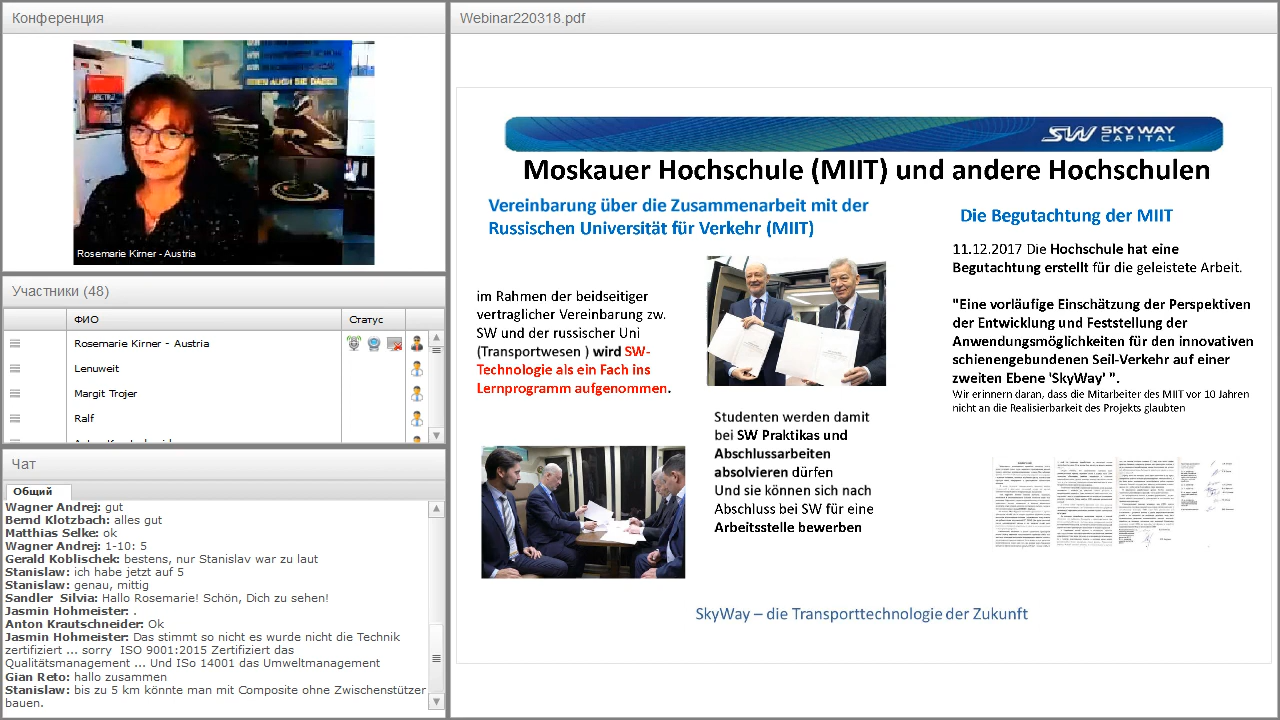 Конференция
Rosemarie Kirner - Austria
Участники (48)
ФИО
Статус
Rosemarie Kirner - Austria
Lenuweit
Margit Trojer
Ralf
Чат
Общий
Wagner Andrej: gut
Bernd Klotzbach: alles gut
Matthias Selke: ok
Wagner Andrej: 1-10: 5
Gerald Koblischek: bestens, nur Stanislav war zu laut
Stanislaw: ich habe jetzt auf 5
Stanislaw: genau, mittig
Sandler Silvia: Hallo Rosemarie! Schön, Dich zu sehen!
Jasmin Hohmeister: .
Anton Krautschneider: Ok
Jasmin Hohmeister: Das stimmt so nicht es wurde nicht die Technik
zertifiziert ... sorry ISO 9001:2015 Zertifiziert das
Qualitätsmanagement ... Und iSo 14001 das Umweltmanagement
Gian Reto: hallo zusammen
Stanislaw: bis zu 5 km könnte man mit Composite ohne Zwischenstützer
bauen.
Webinar220318.pdf
SW SKY WAY
CAPITAL
Moskauer Hochschule (MIIT) und andere Hochschulen
Vereinbarung über die Zusammenarbeit mit der
Russischen Universität für Verkehr (MIIT)
im Rahmen der beidseitiger
vertraglicher Vereinbarung zw.
SW und der russischer Uni
(Transportwesen ) wird SW-
Technologie als ein Fach ins
Lernprogramm aufgenommen.
Studenten werden damit
bei SW Praktikas und
Abschlussarbeiten
absolvieren dürfen
Und sie können sich nach
Abschluss bei SW für eine
Arbeitsstelle bewerben
Die Begutachtung der MIIT
11.12.2017 Die Hochschule hat eine
Begutachtung erstellt für die geleistete Arbeit.
"Eine vorläufige Einschätzung der Perspektiven
der Entwicklung und Feststellung der
Anwendungsmöglichkeiten für den innovativen
schienengebundenen Seil-Verkehr auf einer
zweiten Ebene 'SkyWay' ”.
Wir erinnern daran, dass die Mitarbeiter des MIIT vor 10 Jahren
nicht an die Realisierbarkeit des Projekts glaubten
SkyWay – die Transporttechnologie der Zukunft